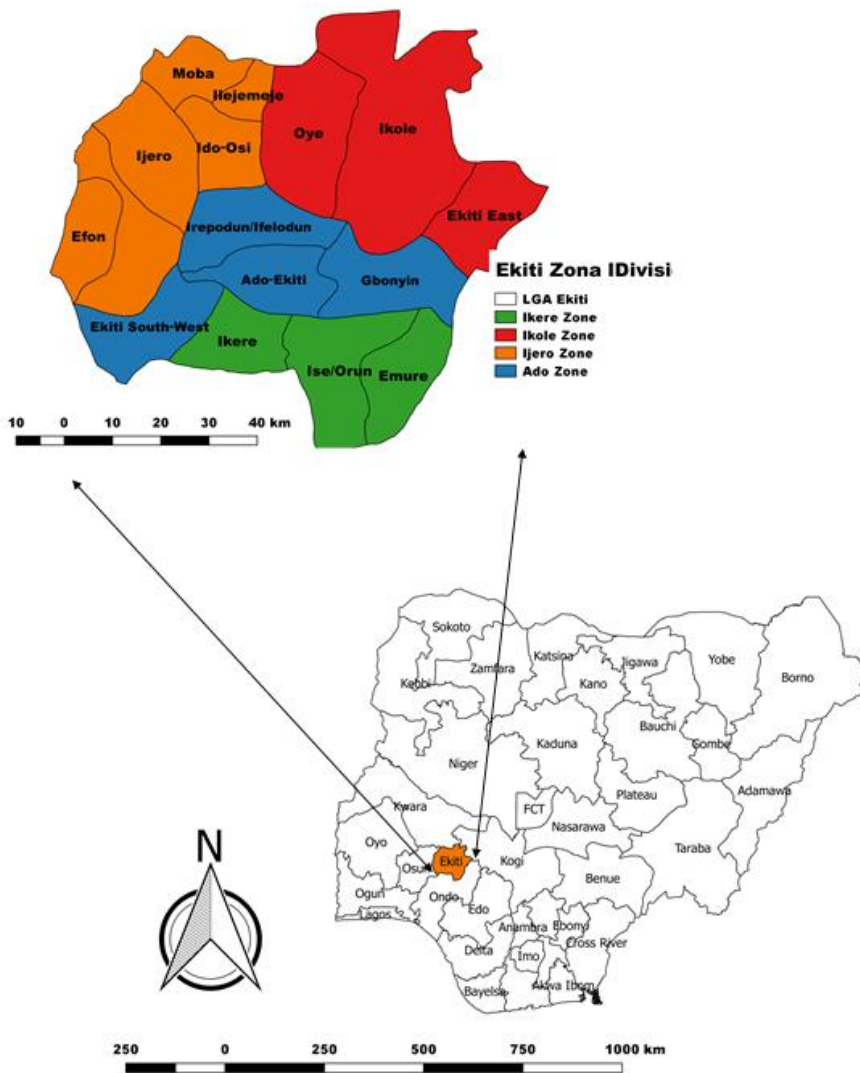 Moba
Ilejemeje
Oye
Ikole
Ijero
Ido-Osi
Ekiti East
Irepodun/Ifelodun
Efon
Ado-Ekiti
Gbonyin
Ekiti South-West
Ikere
Ise/Orun
Emure
Ekiti Zona lDivisi
LGA Ekiti
Ikere Zone
Ikole Zone
Ijero Zone
Ado Zone
10 0 10 20 30 40 km
Sokoto
Katsina
Jigawa
Yobe
Zamfara
Borno
Kebbi
Kano
Bauchi
Gombe
Kaduna
Niger
Adamawa
Plateau
FCT
Kwara
Nasarawa
Taraba
Oyo
Ekiti
Osun
Kogi
Benue
Ogun
Ondo
Edo
Lagos
Anambra
Ebonyi
Cross River
Delta
Imo
Bayelsa
Akwa Ibom
N
250 0 250 500 750 1000 km